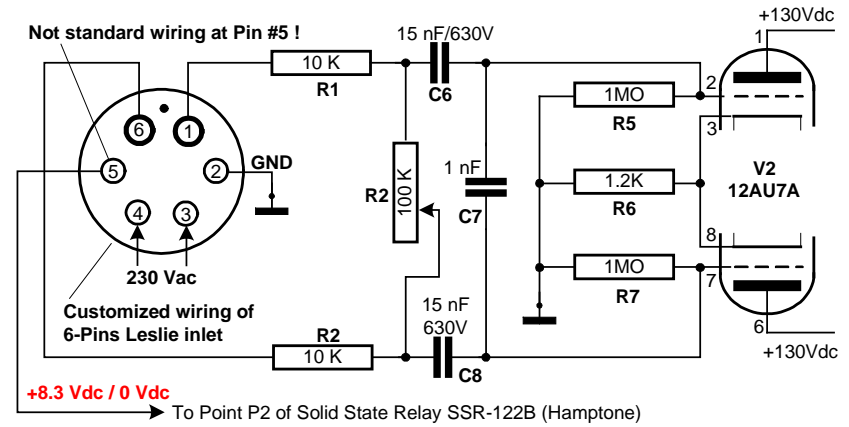 Not standard wiring at Pin #5 !
15 nF/630V
+130Vdc
1
10 K
R1
C6
2
1MO
R5
3
6
1
5
2
GND
4
3
230 Vac
R2
100 K
1 nF
C7
1.2K
R6
V2
12AU7A
8
1MO
R7
7
Customized wiring of
6-Pins Leslie inlet
15 nF
630V
R2
10 K
C8
6
+130Vdc
+8.3 Vdc / 0 Vdc
To Point P2 of Solid State Relay SSR-122B (Hamptone)